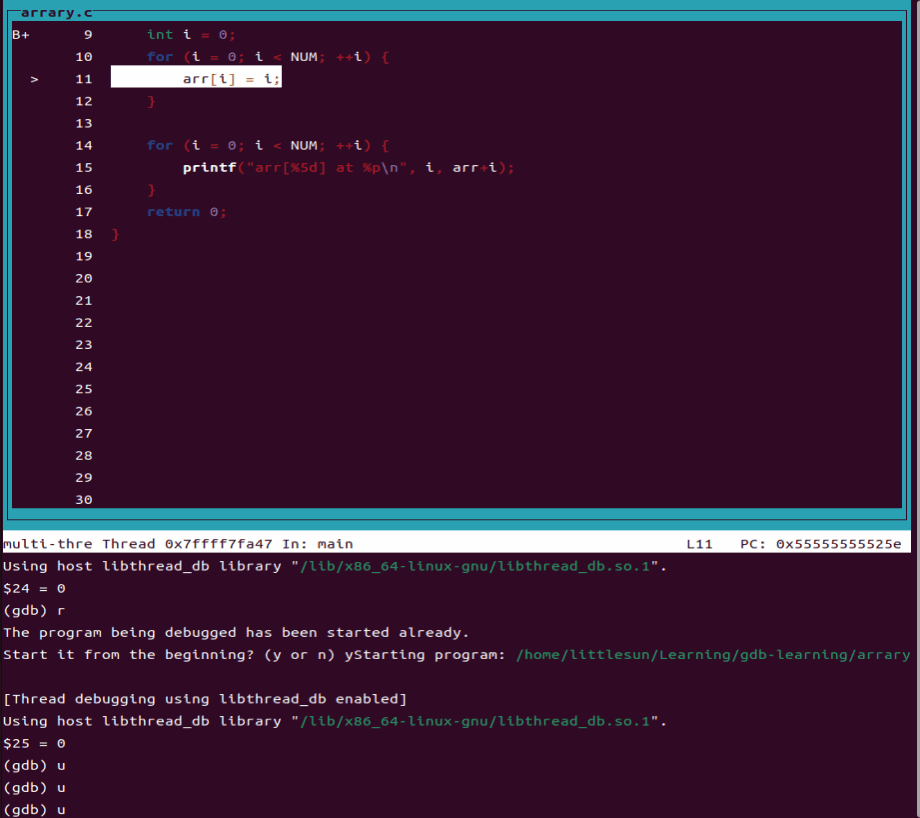 arrary.c
B+ 9 int i = 0;
10 for (i = 0; i < NUM; ++i) {
> 11 arr[i] = i;
12 }
13
14 for (i = 0; i < NUM; ++i) {
15 printf("arr[%5d] at %p\n", i, arr+i);
16 }
17 return 0;
18 }
19
20
21
22
23
24
25
26
27
28
29
30
multi-thre Thread 0x7ffff7fa47 In: main L11 PC: 0x55555555525e
Using host libthread_db library "/lib/x86_64-linux-gnu/libthread_db.so.1".
$24 = 0
(gdb) r
The program being debugged has been started already.
Start it from the beginning? (y or n) yStarting program: /home/littlesun/Learning/gdb-learning/arrary
[Thread debugging using libthread_db enabled]
Using host libthread_db library "/lib/x86_64-linux-gnu/libthread_db.so.1".
$25 = 0
(gdb) u
(gdb) u
(gdb) u